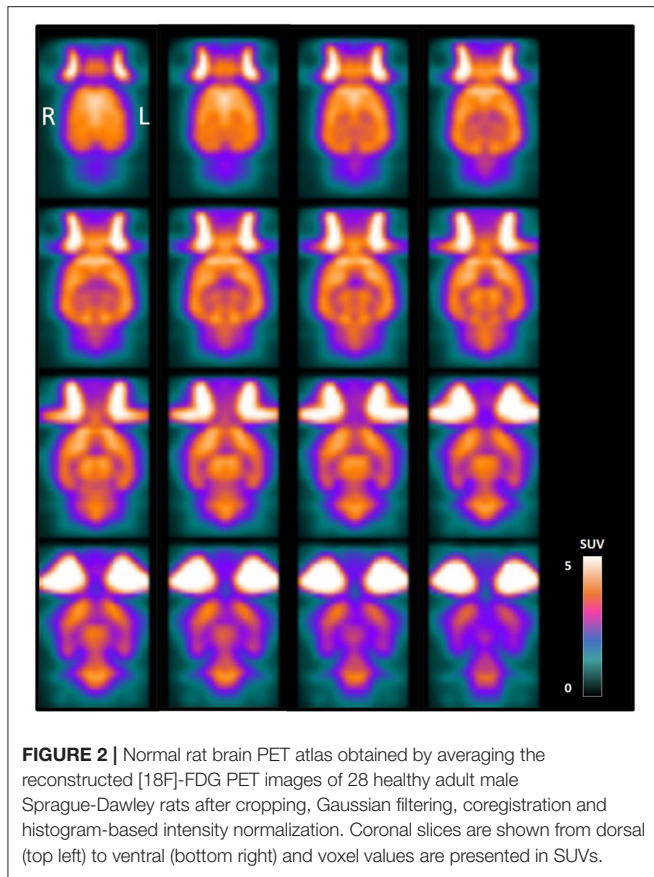 R L
SUV
5
0
FIGURE 2 | Normal rat brain PET atlas obtained by averaging the
reconstructed [18F]-FDG PET images of 28 healthy adult male
Sprague-Dawley rats after cropping, Gaussian filtering, coregistration and
histogram-based intensity normalization. Coronal slices are shown from dorsal
(top left) to ventral (bottom right) and voxel values are presented in SUVs.